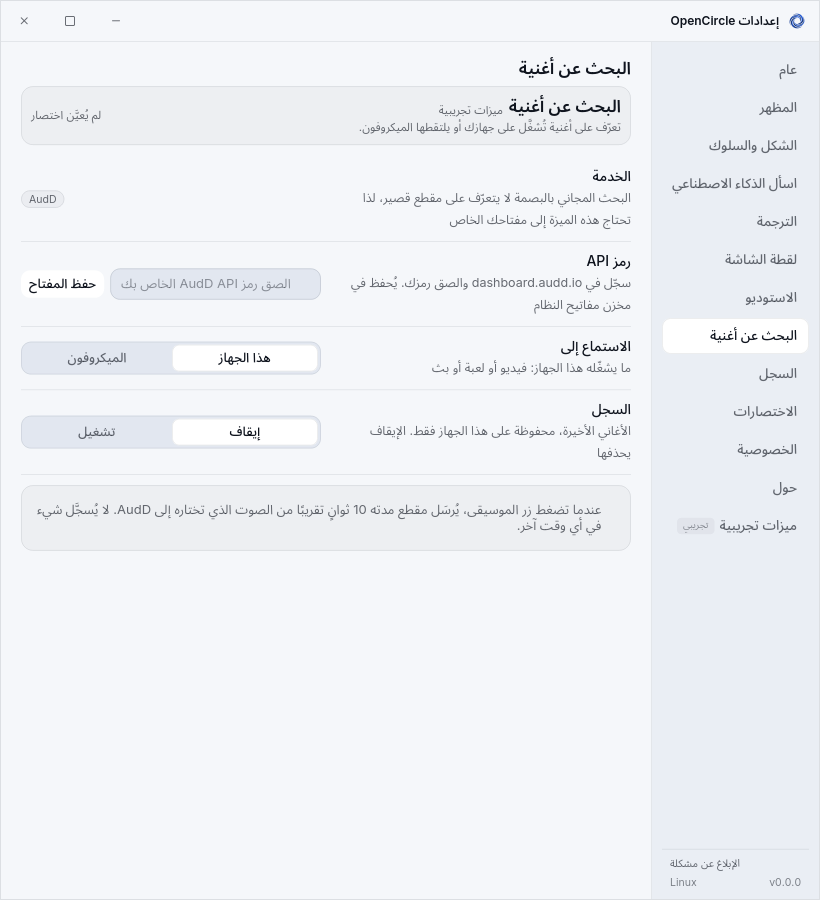 إعدادات OpenCircle
عام
المظهر
الشكل والسلوك
اسأل الذكاء الاصطناعي
الترجمة
لقطة الشاشة
الاستوديو
البحث عن أغنية
السجل
الاختصارات
الخصوصية
حول
ميزات تجريبية تجريبي
الإبلاغ عن مشكلة
v0.0.0 Linux
البحث عن أغنية
البحث عن أغنية ميزات تجريبية
تعرّف على أغنية تُشغَّل على جهازك أو يلتقطها الميكروفون.
لم يُعيَّن اختصار
الخدمة
البحث المجاني بالبصمة لا يتعرّف على مقطع قصير، لذا
تحتاج هذه الميزة إلى مفتاحك الخاص
AudD
رمز API
سجّل في dashboard.audd.io والصق رمزك. يُحفظ في
مخزن مفاتيح النظام
الصق رمز AudD API الخاص بك
حفظ المفتاح
الاستماع إلى
ما يشغّله هذا الجهاز: فيديو أو لعبة أو بث
هذا الجهاز
الميكروفون
السجل
الأغاني الأخيرة، محفوظة على هذا الجهاز فقط. الإيقاف
يحذفها
إيقاف
تشغيل
عندما تضغط زر الموسيقى، يُرسَل مقطع مدته 10 ثوانٍ تقريبًا من الصوت الذي تختاره إلى AudD. لا يُسجَّل شيء
في أي وقت آخر.